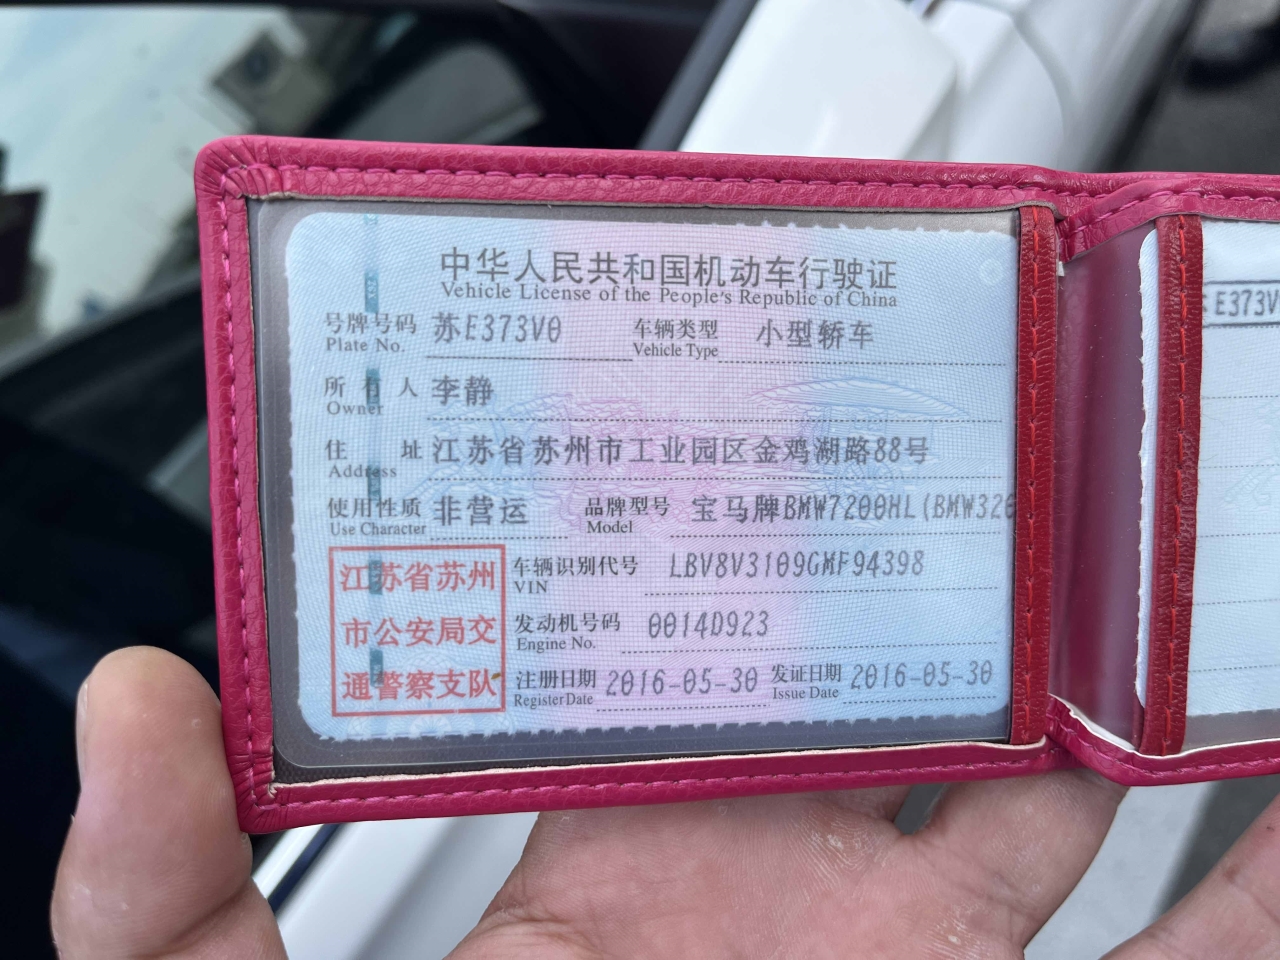 中华人民共和国机动车行驶证
Vehicle License of the People's Republic of China
号牌号码 苏E373V0 车辆类型 小型轿车
Plate No. Vehicle Type
所有人 李静
Owner
住址 江苏省苏州市工业园区金鸡湖路88号
Address
使用性质 非营运 品牌型号 宝马牌BMW7200HL(BMW320
Use Character Model
江苏省苏州
市公安局交
通警察支队
车辆识别代号 LBV8V3109GMF94398
VIN
发动机号码 0014D923
Engine No.
注册日期 2016-05-30 发证日期 2016-05-30
Register Date Issue Date
E373V